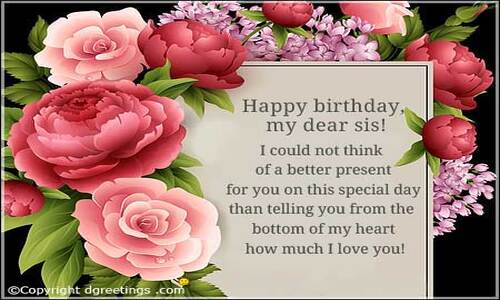 Happy birthday,
my dear sis!
I could not think
of a better present
for you on this special day
than telling you from the
bottom of my heart
how much I love you!
©Copyright dgreetings .com